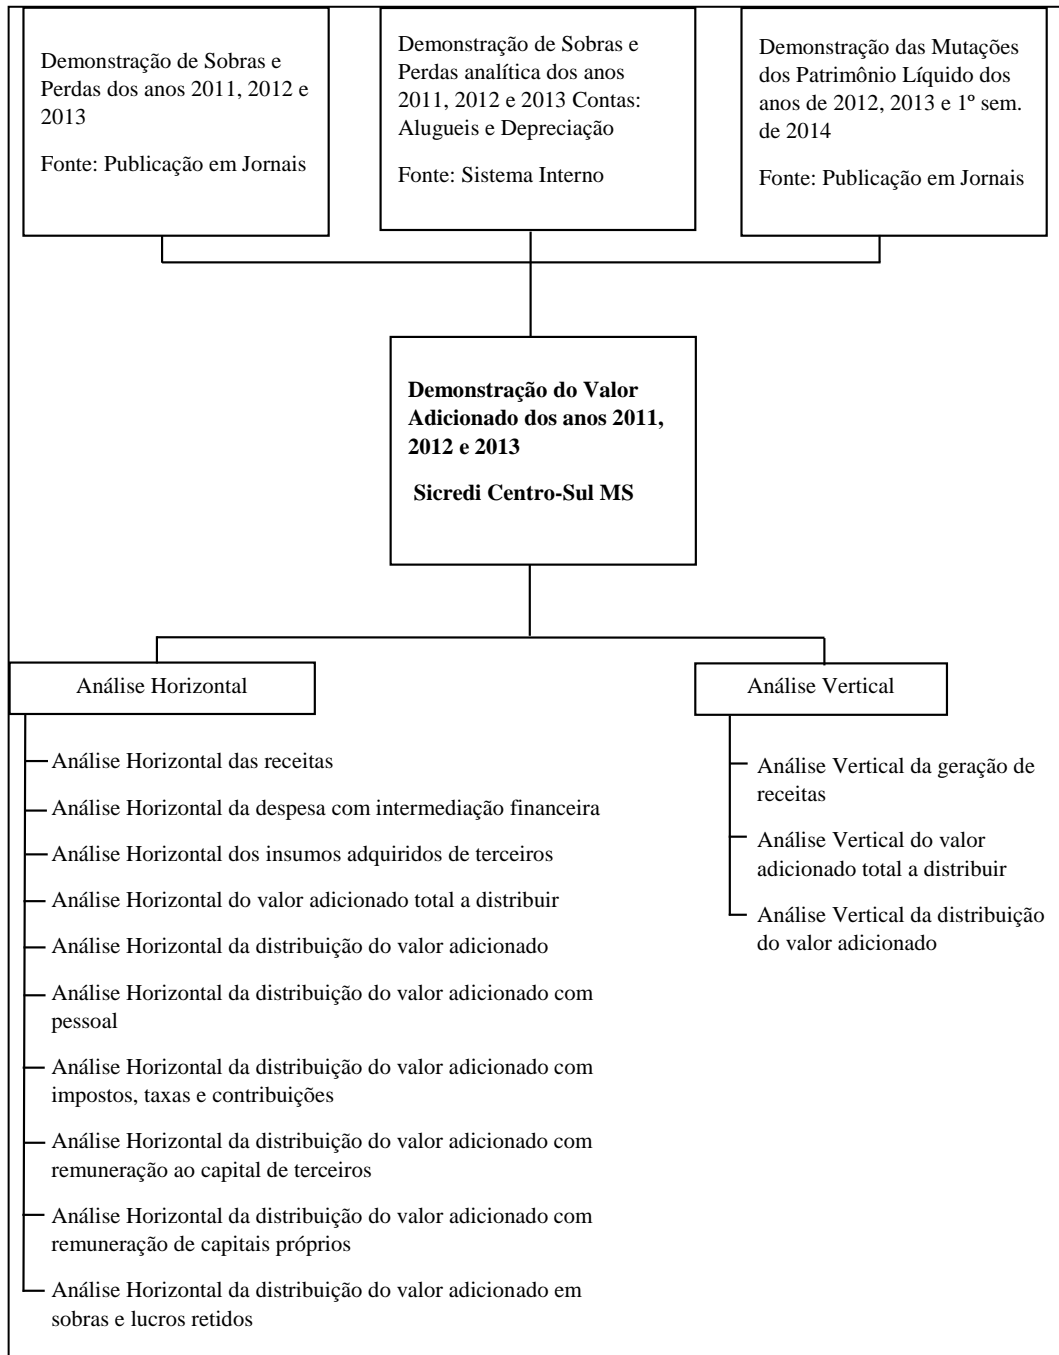 Demonstração de Sobras e
Perdas dos anos 2011, 2012 e
2013
Fonte: Publicação em Jornais
Demonstração de Sobras e
Perdas analítica dos anos
2011, 2012 e 2013 Contas:
Alugueis e Depreciação
Fonte: Sistema Interno
Demonstração das Mutações
dos Patrimônio Líquido dos
anos de 2012, 2013 e 1º sem.
de 2014
Fonte: Publicação em Jornais
Demonstração do Valor
Adicionado dos anos 2011,
2012 e 2013
Sicredi Centro-Sul MS
Análise Horizontal
Análise Horizontal das receitas
Análise Horizontal da despesa com intermediação financeira
Análise Horizontal dos insumos adquiridos de terceiros
Análise Horizontal do valor adicionado total a distribuir
Análise Horizontal da distribuição do valor adicionado
Análise Horizontal da distribuição do valor adicionado com
pessoal
Análise Horizontal da distribuição do valor adicionado com
impostos, taxas e contribuições
Análise Horizontal da distribuição do valor adicionado com
remuneração ao capital de terceiros
Análise Horizontal da distribuição do valor adicionado com
remuneração de capitais próprios
Análise Horizontal da distribuição do valor adicionado em
sobras e lucros retidos
Análise Vertical
Análise Vertical da geração de
receitas
Análise Vertical do valor
adicionado total a distribuir
Análise Vertical da distribuição
do valor adicionado